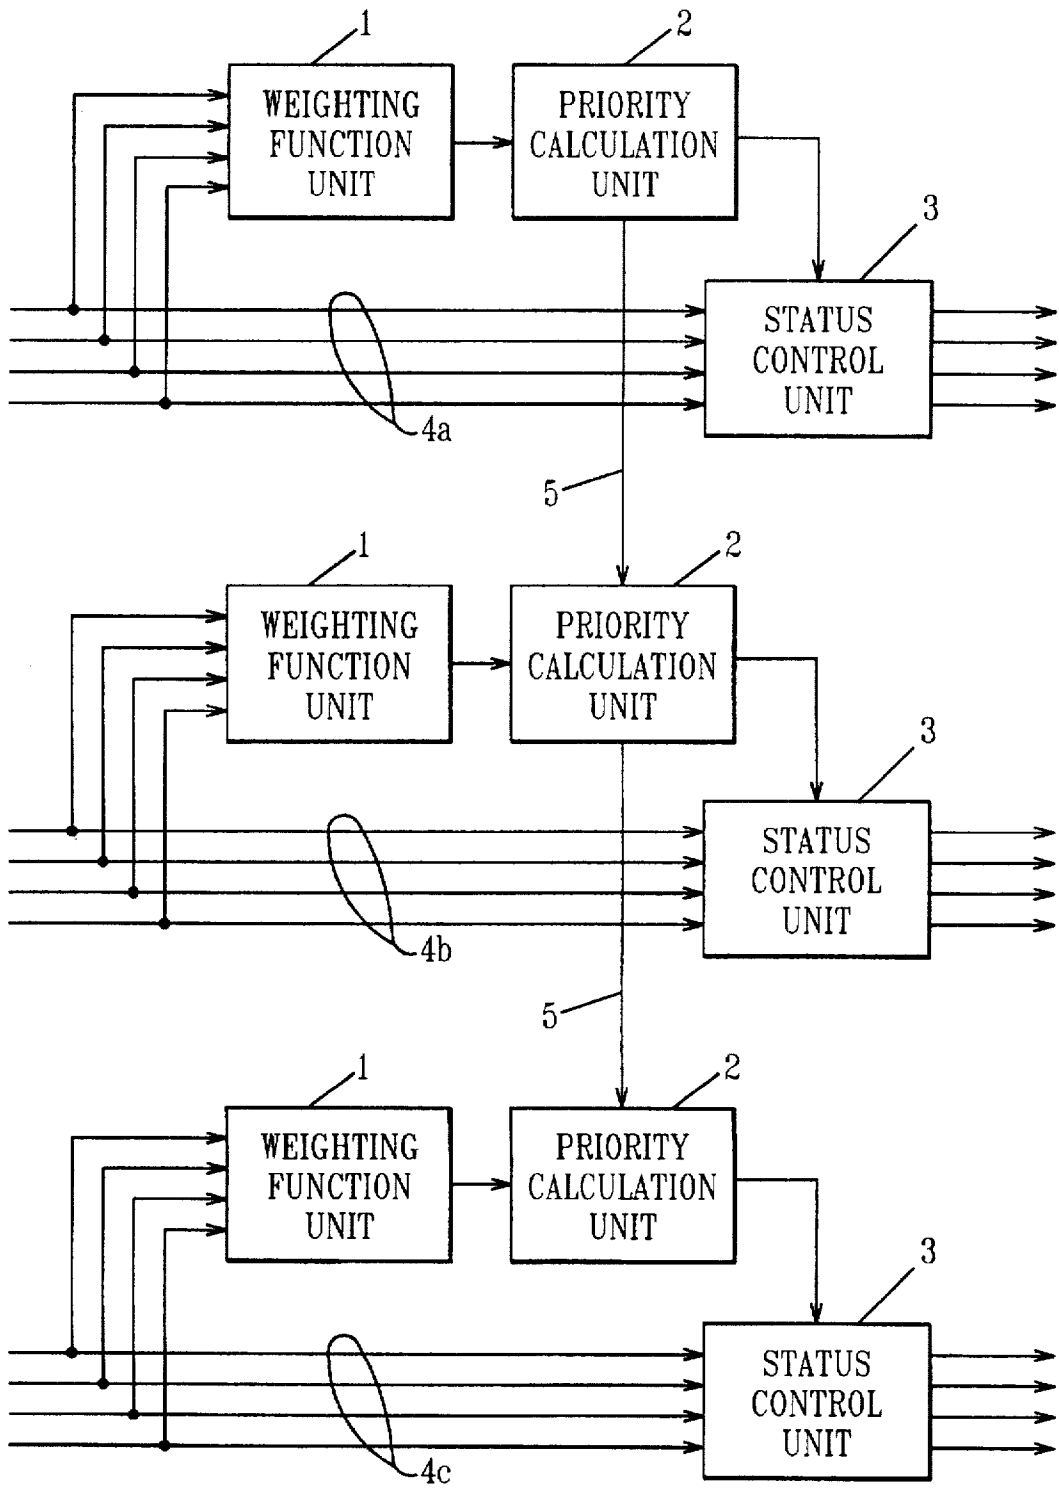 1
2
WEIGHTING
FUNCTION
UNIT
PRIORITY
CALCULATION
UNIT
3
STATUS
CONTROL
UNIT
4a
5
1
2
WEIGHTING
FUNCTION
UNIT
PRIORITY
CALCULATION
UNIT
3
STATUS
CONTROL
UNIT
4b
5
1
2
WEIGHTING
FUNCTION
UNIT
PRIORITY
CALCULATION
UNIT
3
STATUS
CONTROL
UNIT
4c